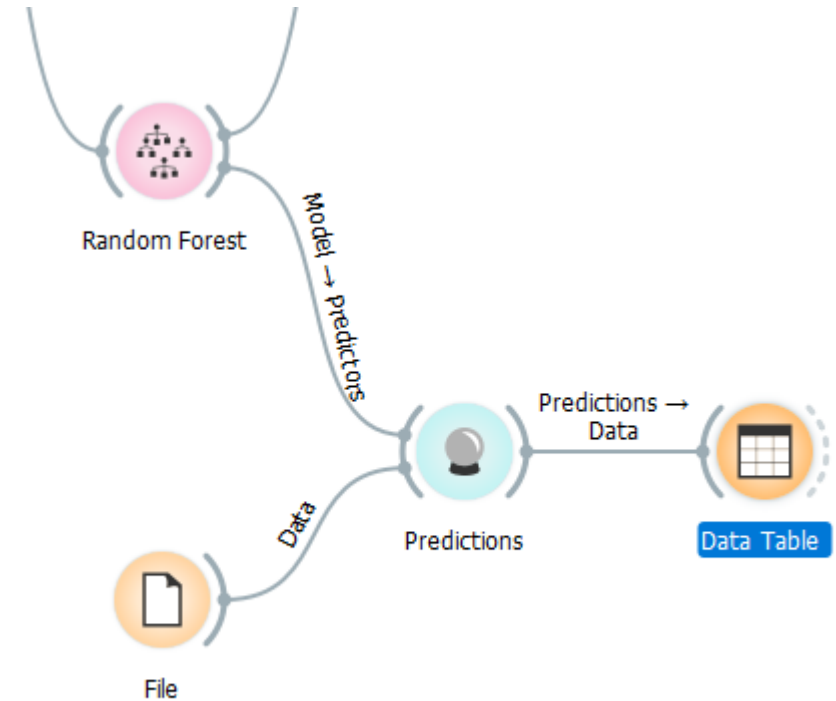 Random Forest
Model → Predictors
Predictions →
Data
Data
Predictions
Data Table
File